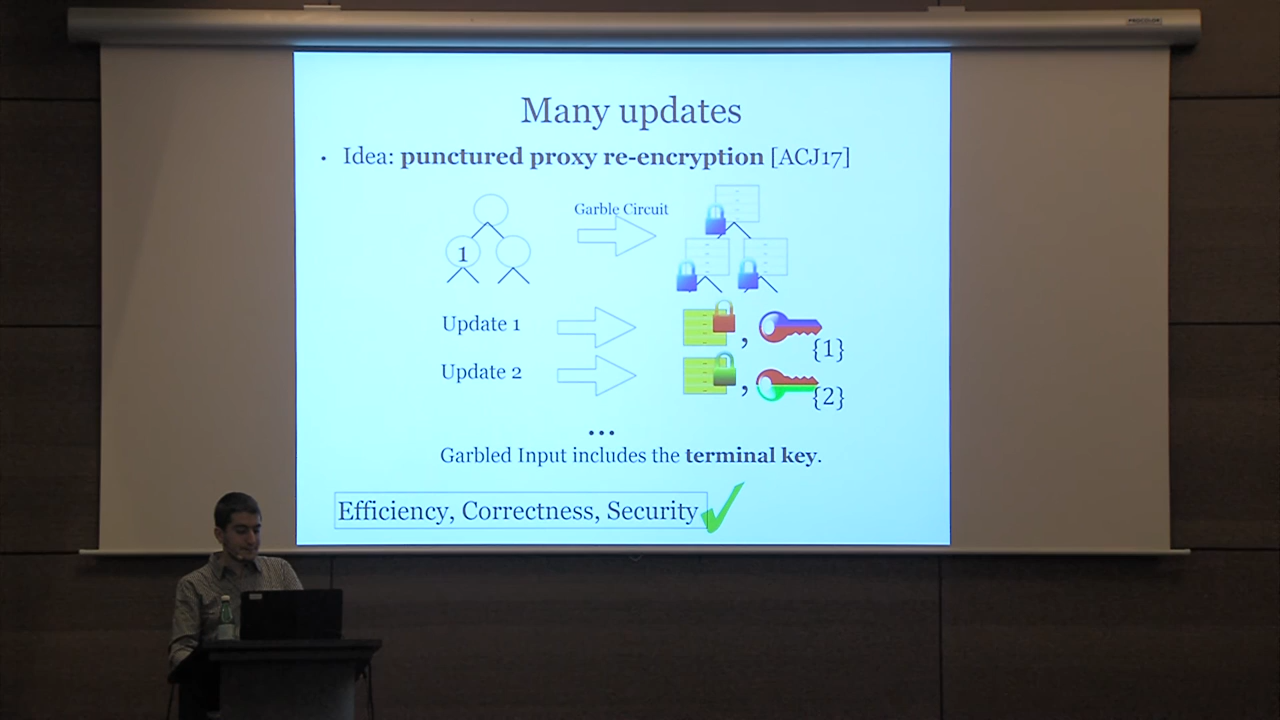 Many updates
• Idea: punctured proxy re-encryption [ACJ17]
Garble Circuit
1
Update 1
, {1}
Update 2
, {2}
...
Garbled Input includes the terminal key.
Efficiency, Correctness, Security